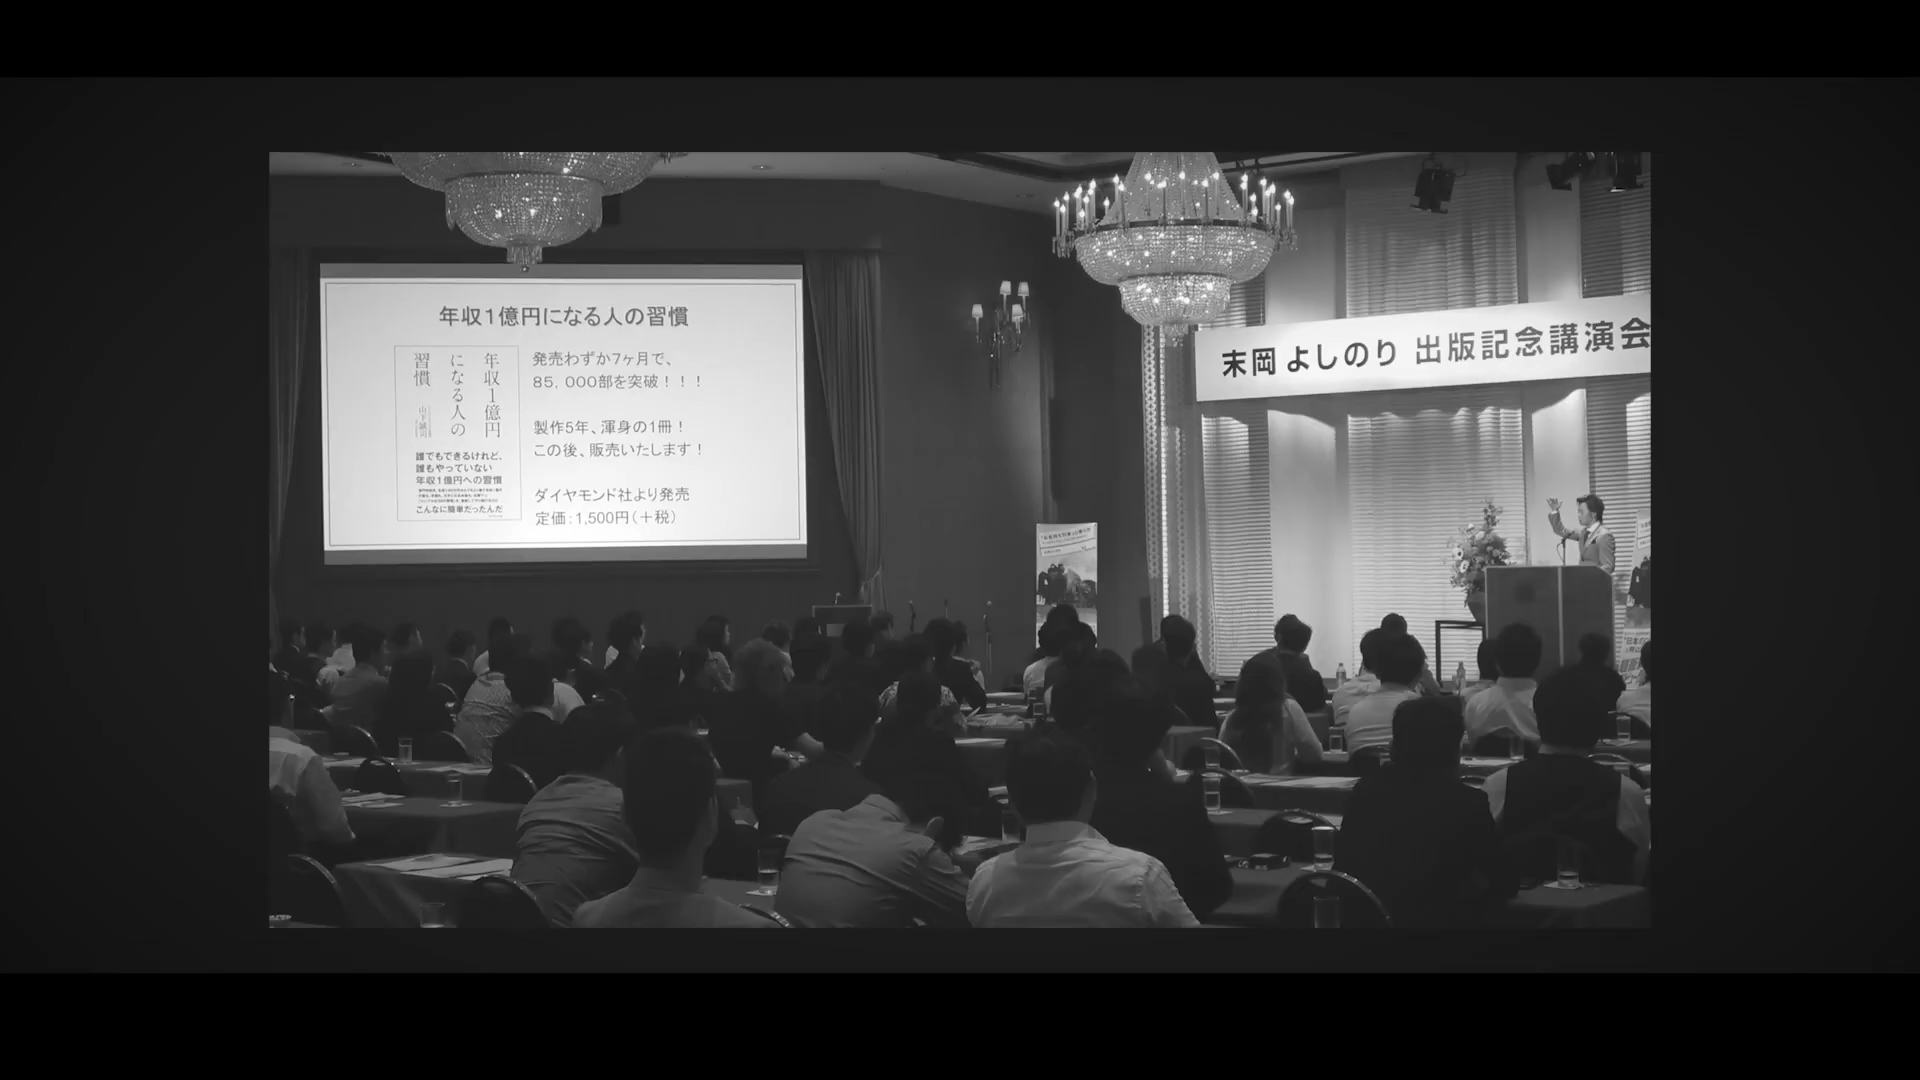 年収1億円になる人の習慣
年収1億円
になる人の
習慣
山下誠司
誰でもできるけれど、
誰もやっていない
年収1億円への習慣
こんなに簡単だったんだ
発売わずか7ヶ月で、
85,000部を突破！！！
製作5年、渾身の1冊！
この後、販売いたします！
ダイヤモンド社より発売
定価：1,500円（＋税）
末岡 よしのり 出版記念講演会